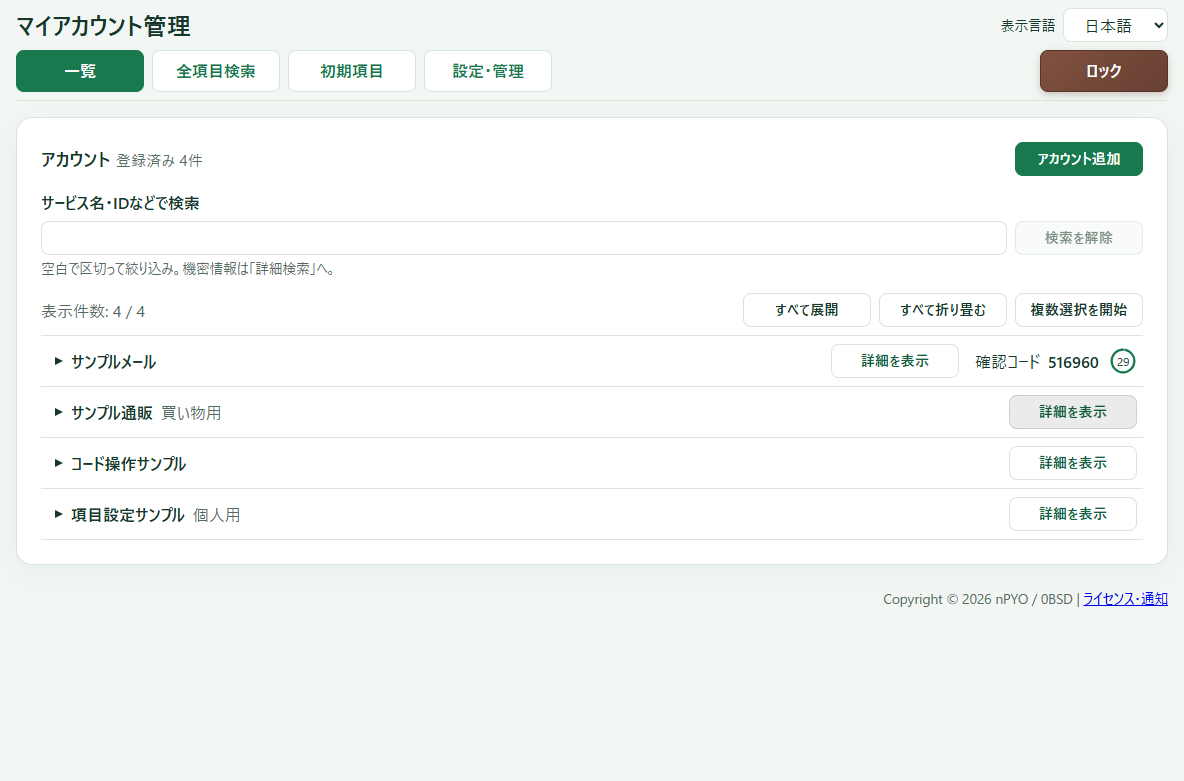 マイアカウント管理
表示言語 日本語
一覧 全項目検索 初期項目 設定・管理 ロック
アカウント 登録済み 4件 アカウント追加
サービス名・IDなどで検索
検索を解除
空白で区切って絞り込み。機密情報は「詳細検索」へ。
表示件数: 4 / 4 すべて展開 すべて折り畳む 複数選択を開始
サンプルメール 詳細を表示 確認コード 516960 29
サンプル通販 買い物用 詳細を表示
コード操作サンプル 詳細を表示
項目設定サンプル 個人用 詳細を表示
Copyright © 2026 nPYO / 0BSD | ライセンス・通知